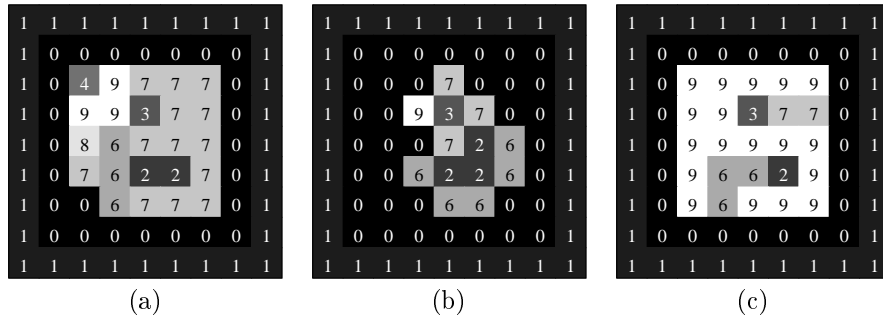 1 1 1 1 1 1 1 1 1
1 0 0 0 0 0 0 0 1
1 0 4 9 7 7 7 0 1
1 0 9 9 3 7 7 0 1
1 0 8 6 7 7 7 0 1
1 0 7 6 2 2 7 0 1
1 0 0 6 7 7 7 0 1
1 0 0 0 0 0 0 0 1
1 1 1 1 1 1 1 1 1
(a)
1 1 1 1 1 1 1 1 1
1 0 0 0 0 0 0 0 1
1 0 0 0 7 0 0 0 1
1 0 0 9 3 7 0 0 1
1 0 0 0 7 2 6 0 1
1 0 0 6 2 2 6 0 1
1 0 0 0 6 6 0 0 1
1 0 0 0 0 0 0 0 1
1 1 1 1 1 1 1 1 1
(b)
1 1 1 1 1 1 1 1 1
1 0 0 0 0 0 0 0 1
1 0 9 9 9 9 9 0 1
1 0 9 9 3 7 7 0 1
1 0 9 9 9 9 9 0 1
1 0 9 6 6 2 9 0 1
1 0 9 6 9 9 9 0 1
1 0 0 0 0 0 0 0 1
1 1 1 1 1 1 1 1 1
(c)